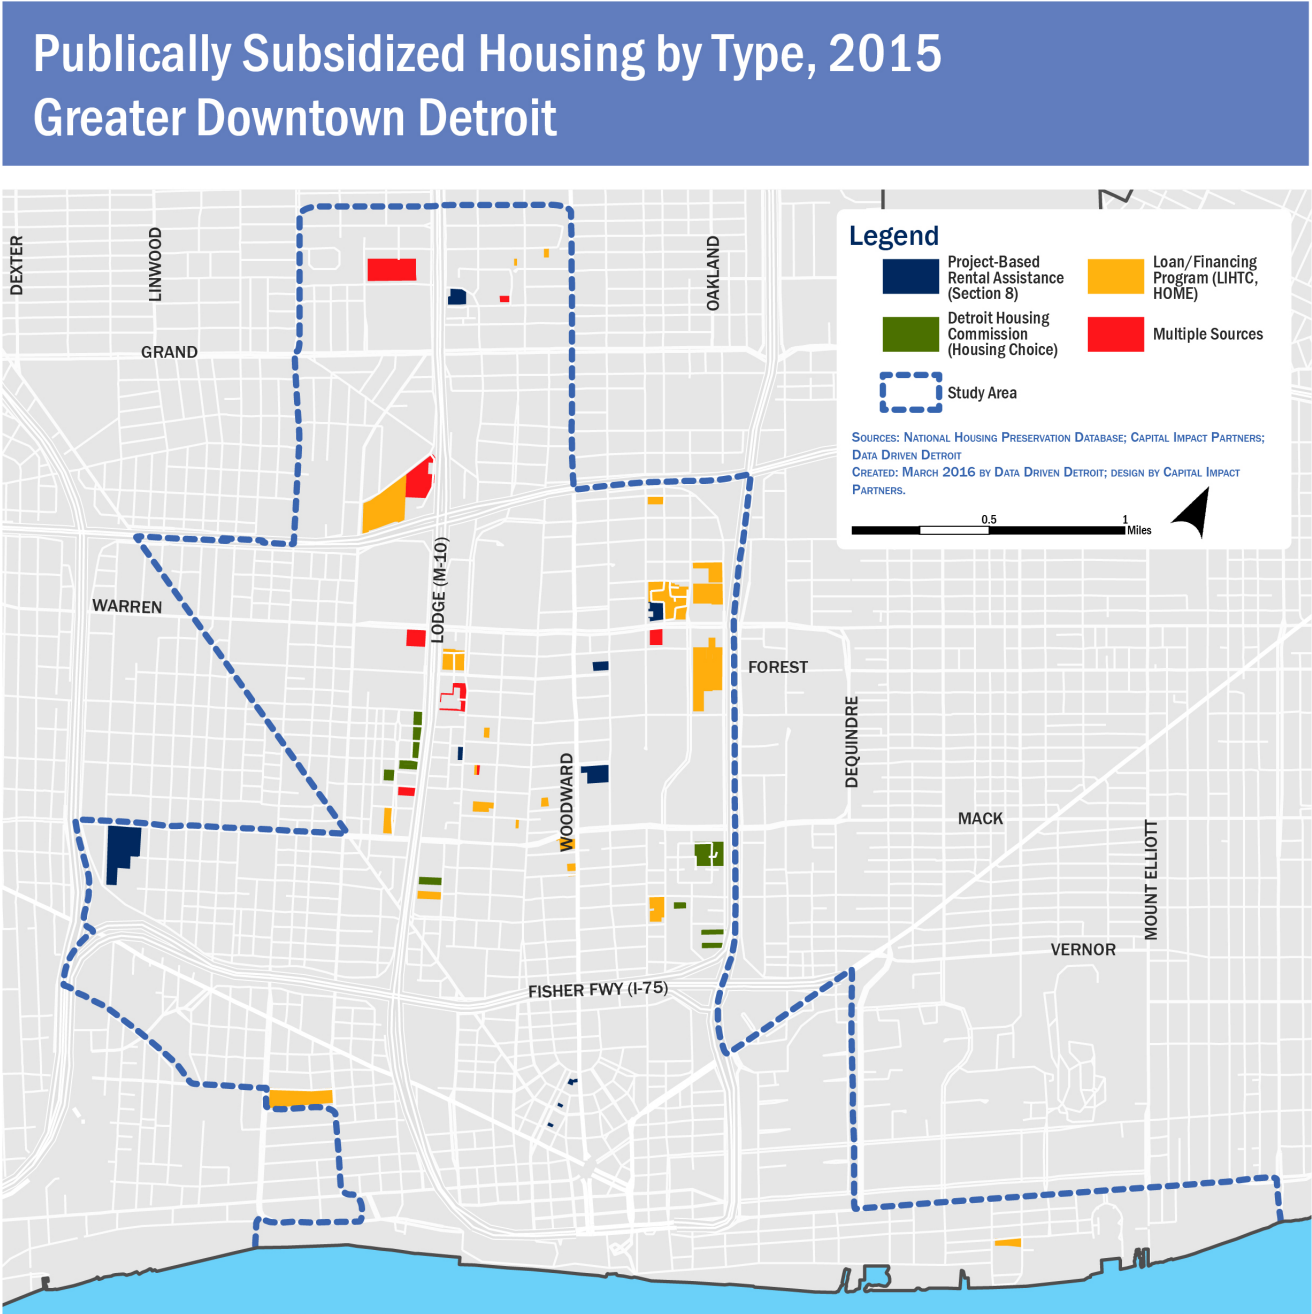 Publically Subsidized Housing by Type, 2015
Greater Downtown Detroit
DEXTER
LINWOOD
OAKLAND
GRAND
Legend
Project-Based
Rental Assistance
(Section 8)
Loan/Financing
Program (LIHTC,
HOME)
Detroit Housing
Commission
(Housing Choice)
Multiple Sources
Study Area
Sources: National Housing Preservation Database; Capital Impact Partners;
Data Driven Detroit
Created: March 2016 by Data Driven Detroit; design by Capital Impact
Partners.
0.5
1
Miles
LODGE (M-10)
WARREN
FOREST
DEQUINDRE
WOODWARD
MACK
MOUNT ELLIOTT
VERNOR
FISHER FWY (I-75)